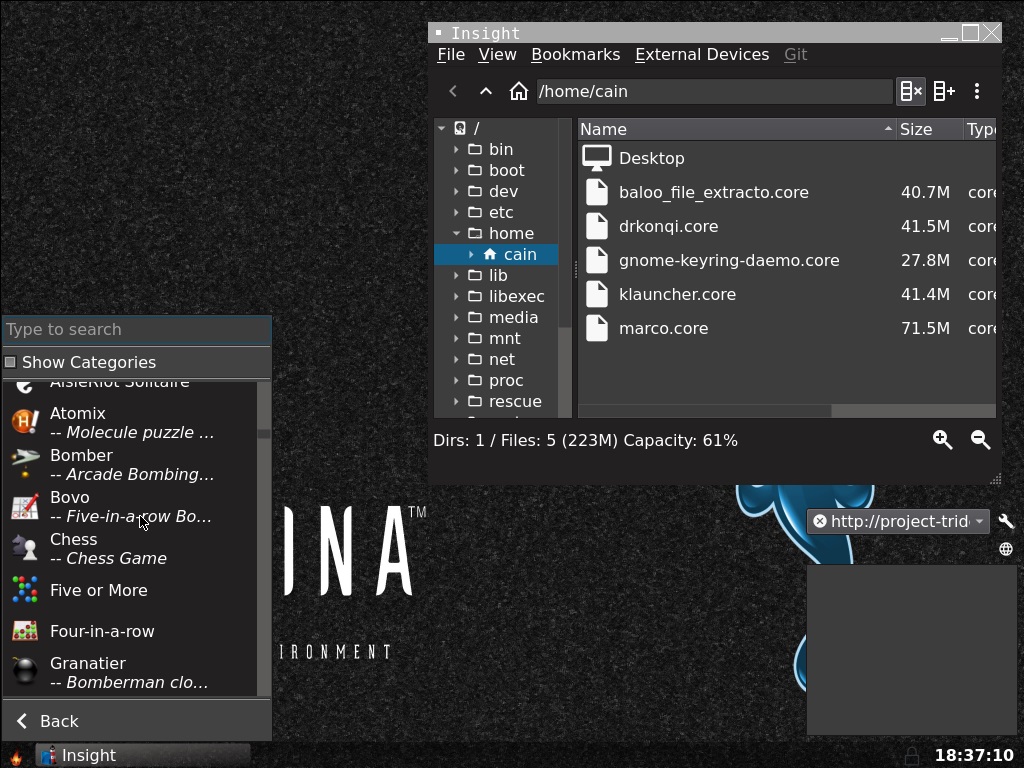 Insight
File View Bookmarks External Devices Git
/home/cain
/
bin
boot
dev
etc
home
cain
lib
libexec
media
mnt
net
proc
rescue
Name Size Type
Desktop
baloo_file_extracto.core 40.7M core
drkonqi.core 41.5M core
gnome-keyring-daemo.core 27.8M core
klauncher.core 41.4M core
marco.core 71.5M core
Dirs: 1 / Files: 5 (223M) Capacity: 61%
Type to search
Show Categories
AisleRiot Solitaire
Atomix
-- Molecule puzzle ...
Bomber
-- Arcade Bombing...
Bovo
-- Five-in-a-row Bo...
Chess
-- Chess Game
Five or More
Four-in-a-row
Granatier
-- Bomberman clo...
Back
INA™
IRONMENT
http://project-trid
Insight
18:37:10